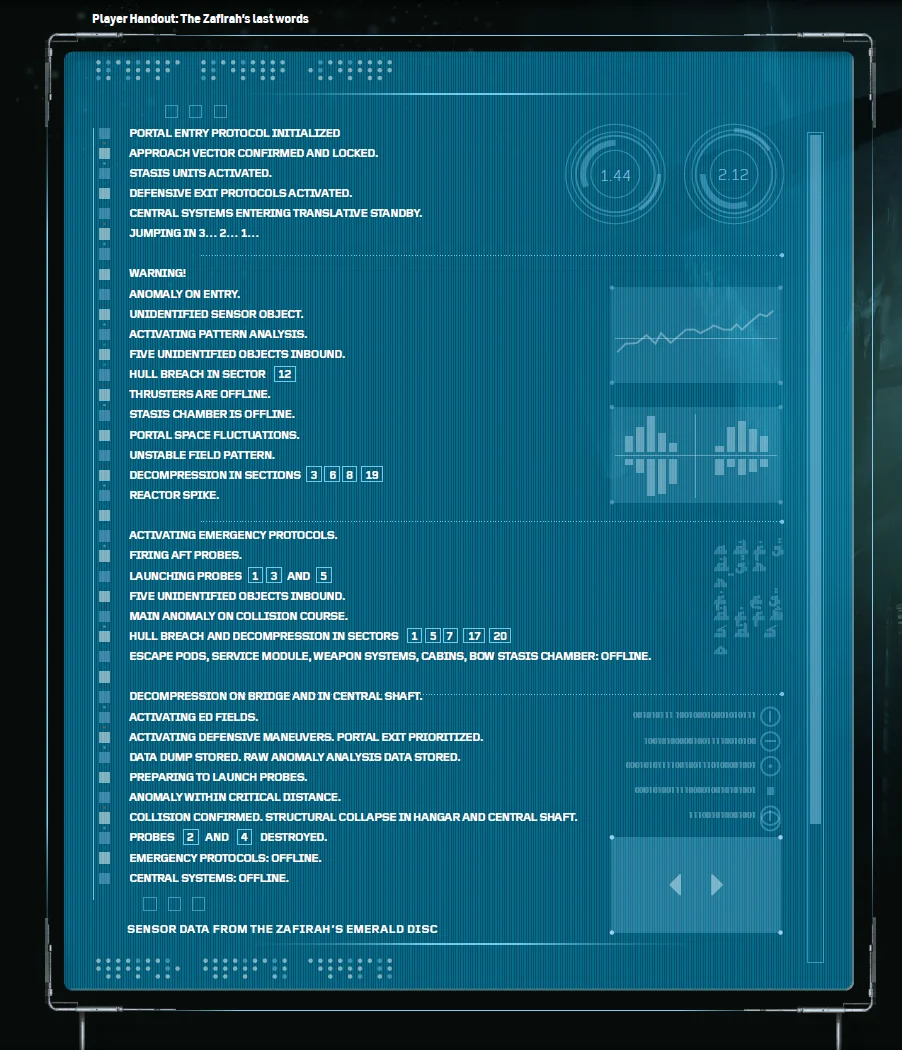 Player Handout: The Zafirah's last words
PORTAL ENTRY PROTOCOL INITIALIZED
APPROACH VECTOR CONFIRMED AND LOCKED.
STASIS UNITS ACTIVATED.
DEFENSIVE EXIT PROTOCOLS ACTIVATED.
CENTRAL SYSTEMS ENTERING TRANSLATIVE STANDBY.
JUMPING IN 3... 2... 1...
1.44
2.12
WARNING!
ANOMALY ON ENTRY.
UNIDENTIFIED SENSOR OBJECT.
ACTIVATING PATTERN ANALYSIS.
FIVE UNIDENTIFIED OBJECTS INBOUND.
HULL BREACH IN SECTOR 12
THRUSTERS ARE OFFLINE.
STASIS CHAMBER IS OFFLINE.
PORTAL SPACE FLUCTUATIONS.
UNSTABLE FIELD PATTERN.
DECOMPRESSION IN SECTIONS 3 6 8 19
REACTOR SPIKE.
ACTIVATING EMERGENCY PROTOCOLS.
FIRING AFT PROBES.
LAUNCHING PROBES 1 3 AND 5
FIVE UNIDENTIFIED OBJECTS INBOUND.
MAIN ANOMALY ON COLLISION COURSE.
HULL BREACH AND DECOMPRESSION IN SECTORS 1 5 7 17 20
ESCAPE PODS, SERVICE MODULE, WEAPON SYSTEMS, CABINS, BOW STASIS CHAMBER: OFFLINE.
DECOMPRESSION ON BRIDGE AND IN CENTRAL SHAFT.
ACTIVATING ED FIELDS.
ACTIVATING DEFENSIVE MANEUVERS. PORTAL EXIT PRIORITIZED.
DATA DUMP STORED. RAW ANOMALY ANALYSIS DATA STORED.
PREPARING TO LAUNCH PROBES.
ANOMALY WITHIN CRITICAL DISTANCE.
COLLISION CONFIRMED. STRUCTURAL COLLAPSE IN HANGAR AND CENTRAL SHAFT.
PROBES 2 AND 4 DESTROYED.
EMERGENCY PROTOCOLS: OFFLINE.
CENTRAL SYSTEMS: OFFLINE.
SENSOR DATA FROM THE ZAFIRAH'S EMERALD DISC